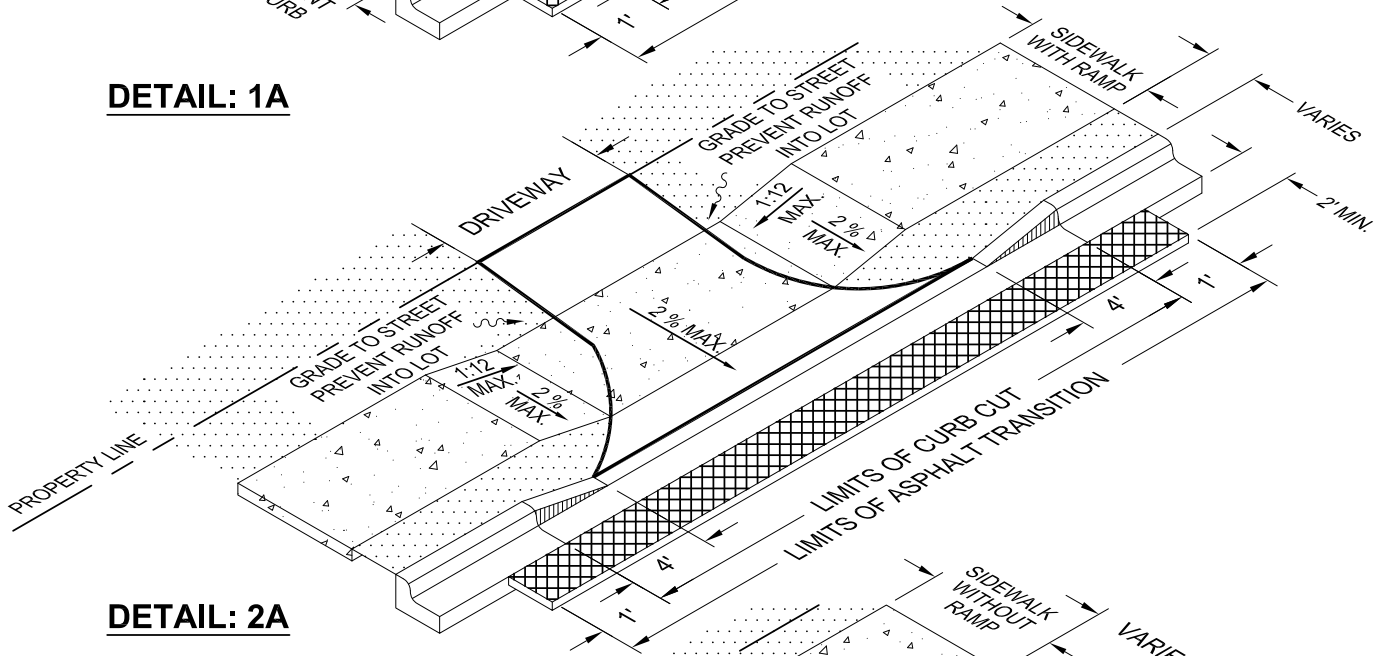 URB
1'
DETAIL: 1A
SIDEWALK
WITH RAMP
VARIES
2' MIN.
GRADE TO STREET
PREVENT RUNOFF
INTO LOT
DRIVEWAY
1:12
MAX.
2 %
MAX.
2 % MAX.
GRADE TO STREET
PREVENT RUNOFF
INTO LOT
1:12
MAX.
2 %
MAX.
PROPERTY LINE
1'
4'
LIMITS OF CURB CUT
LIMITS OF ASPHALT TRANSITION
4'
1'
DETAIL: 2A
SIDEWALK
WITHOUT
RAMP